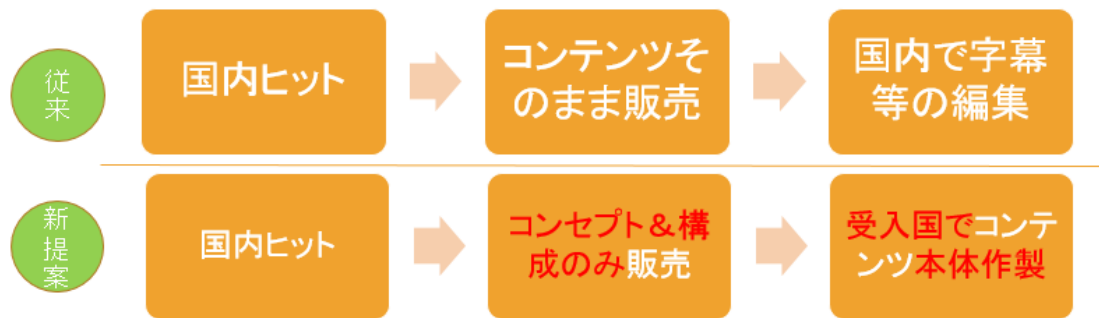 従
来
国内ヒット
コンテンツそ
のまま販売
国内で字幕
等の編集
新
提
案
国内ヒット
コンセプト＆構
成のみ販売
受入国でコンテ
ンツ本体作製